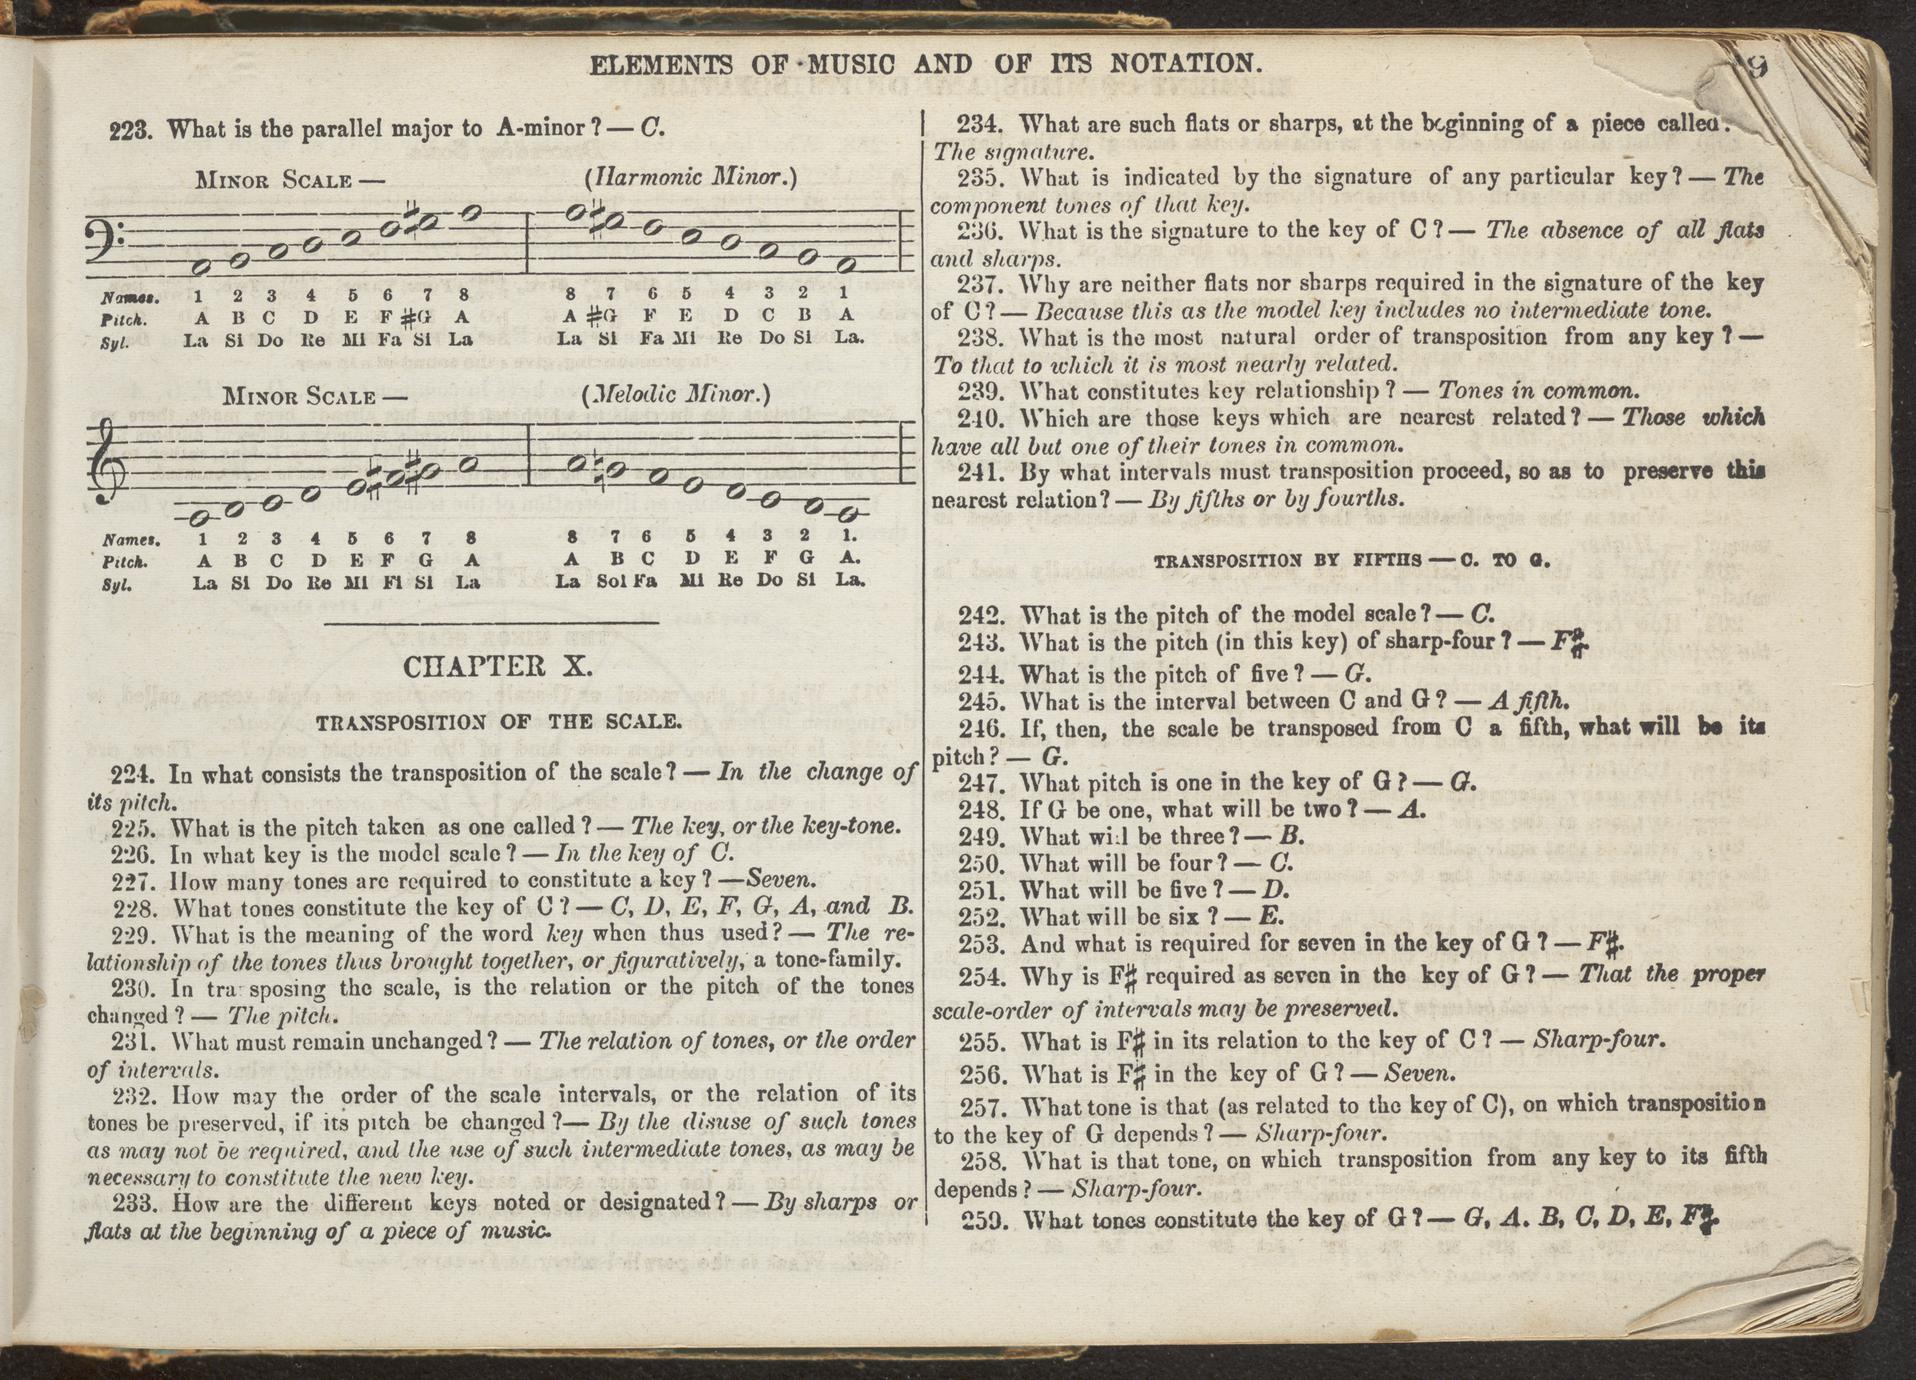 ELEMENTS OF MUSIC AND OF ITS NOTATION.
9
223. What is the parallel major to A-minor? — C.
MINOR SCALE — (Harmonic Minor.)
Names. 1 2 3 4 5 6 7 8 8 7 6 5 4 3 2 1
Pitch. A B C D E F ♯G A A ♯G F E D C B A
Syl. La Si Do Re Mi Fa Si La La Si Fa Mi Re Do Si La.
MINOR SCALE — (Melodic Minor.)
Names. 1 2 3 4 5 6 7 8 8 7 6 5 4 3 2 1.
Pitch. A B C D E F G A A B C D E F G A.
Syl. La Si Do Re Mi Fi Si La La Sol Fa Mi Re Do Si La.
CHAPTER X.
TRANSPOSITION OF THE SCALE.
224. In what consists the transposition of the scale? — In the change of
its pitch.
225. What is the pitch taken as one called? — The key, or the key-tone.
226. In what key is the model scale? — In the key of C.
227. How many tones are required to constitute a key? —Seven.
228. What tones constitute the key of C? — C, D, E, F, G, A, and B.
229. What is the meaning of the word key when thus used? — The re-
lationship of the tones thus brought together, or figuratively, a tone-family.
230. In tra sposing the scale, is the relation or the pitch of the tones
changed? — The pitch.
231. What must remain unchanged? — The relation of tones, or the order
of intervals.
232. How may the order of the scale intervals, or the relation of its
tones be preserved, if its pitch be changed?— By the disuse of such tones
as may not be required, and the use of such intermediate tones, as may be
necessary to constitute the new key.
233. How are the different keys noted or designated? — By sharps or
flats at the beginning of a piece of music.
234. What are such flats or sharps, at the beginning of a piece called.
The signature.
235. What is indicated by the signature of any particular key? — The
component tones of that key.
236. What is the signature to the key of C? — The absence of all flats
and sharps.
237. Why are neither flats nor sharps required in the signature of the key
of C? — Because this as the model key includes no intermediate tone.
238. What is the most natural order of transposition from any key? —
To that to which it is most nearly related.
239. What constitutes key relationship? — Tones in common.
240. Which are those keys which are nearest related? — Those which
have all but one of their tones in common.
241. By what intervals must transposition proceed, so as to preserve this
nearest relation? — By fifths or by fourths.
TRANSPOSITION BY FIFTHS — C. TO G.
242. What is the pitch of the model scale? — C.
243. What is the pitch (in this key) of sharp-four? — F♯.
244. What is the pitch of five? — G.
245. What is the interval between C and G? — A fifth.
246. If, then, the scale be transposed from C a fifth, what will be its
pitch? — G.
247. What pitch is one in the key of G? — G.
248. If G be one, what will be two? — A.
249. What will be three? — B.
250. What will be four? — C.
251. What will be five? — D.
252. What will be six? — E.
253. And what is required for seven in the key of G? — F♯.
254. Why is F♯ required as seven in the key of G? — That the proper
scale-order of intervals may be preserved.
255. What is F♯ in its relation to the key of C? — Sharp-four.
256. What is F♯ in the key of G? — Seven.
257. What tone is that (as related to the key of C), on which transposition
to the key of G depends? — Sharp-four.
258. What is that tone, on which transposition from any key to its fifth
depends? — Sharp-four.
259. What tones constitute the key of G? — G, A. B, C, D, E, F♯.